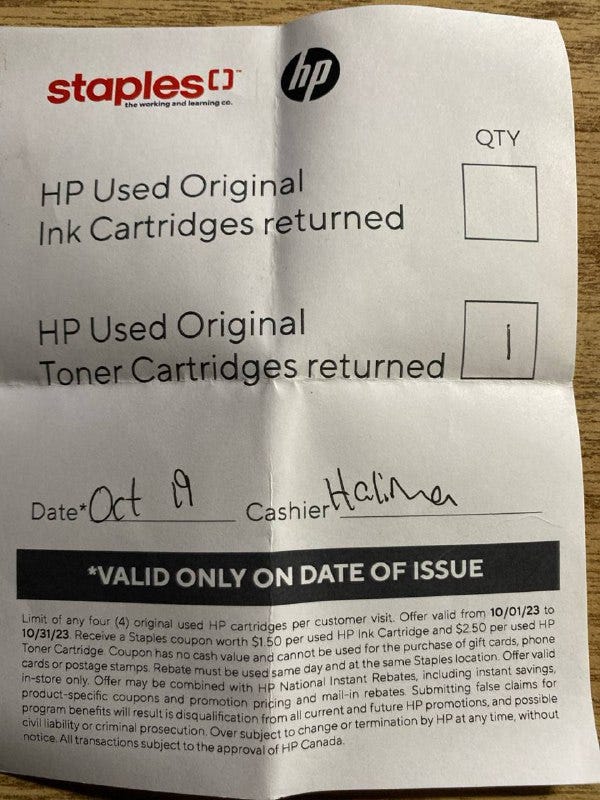 staples™
the working and learning co.
hp
QTY
HP Used Original
Ink Cartridges returned
HP Used Original
Toner Cartridges returned
1
Date* Oct 19 Cashier Halima
*VALID ONLY ON DATE OF ISSUE
Limit of any four (4) original used HP cartridges per customer visit. Offer valid from 10/01/23 to
10/31/23. Receive a Staples coupon worth $1.50 per used HP Ink Cartridge and $2.50 per used HP
Toner Cartridge. Coupon has no cash value and cannot be used for the purchase of gift cards, phone
cards or postage stamps. Rebate must be used same day and at the same Staples location. Offer valid
in-store only. Offer may be combined with HP National Instant Rebates, including instant savings,
product-specific coupons and promotion pricing and mail-in rebates. Submitting false claims for
program benefits will result is disqualification from all current and future HP promotions, and possible
civil liability or criminal prosecution. Over subject to change or termination by HP at any time, without
notice. All transactions subject to the approval of HP Canada.